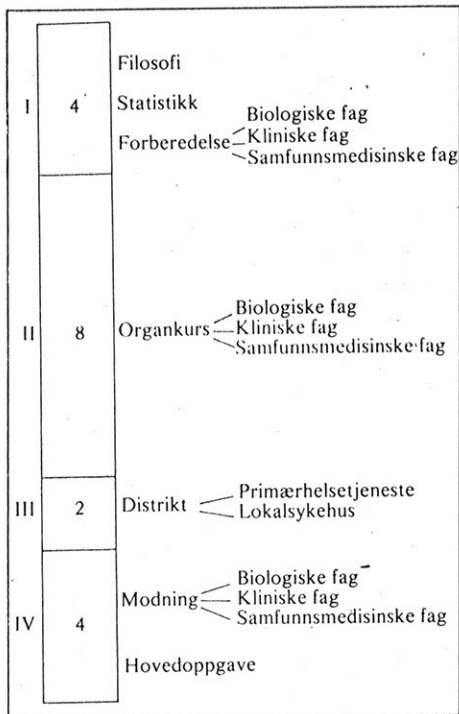 Filosofi
I 4 Statistikk
Biologiske fag
Forberedelse Kliniske fag
Samfunnsmedisinske fag
Biologiske fag
II 8 Organkurs Kliniske fag
Samfunnsmedisinske fag
Primærhelsetjeneste
III 2 Distrikt
Lokalsykehus
Biologiske fag
Modning Kliniske fag
IV 4
Samfunnsmedisinske fag
Hovedoppgave